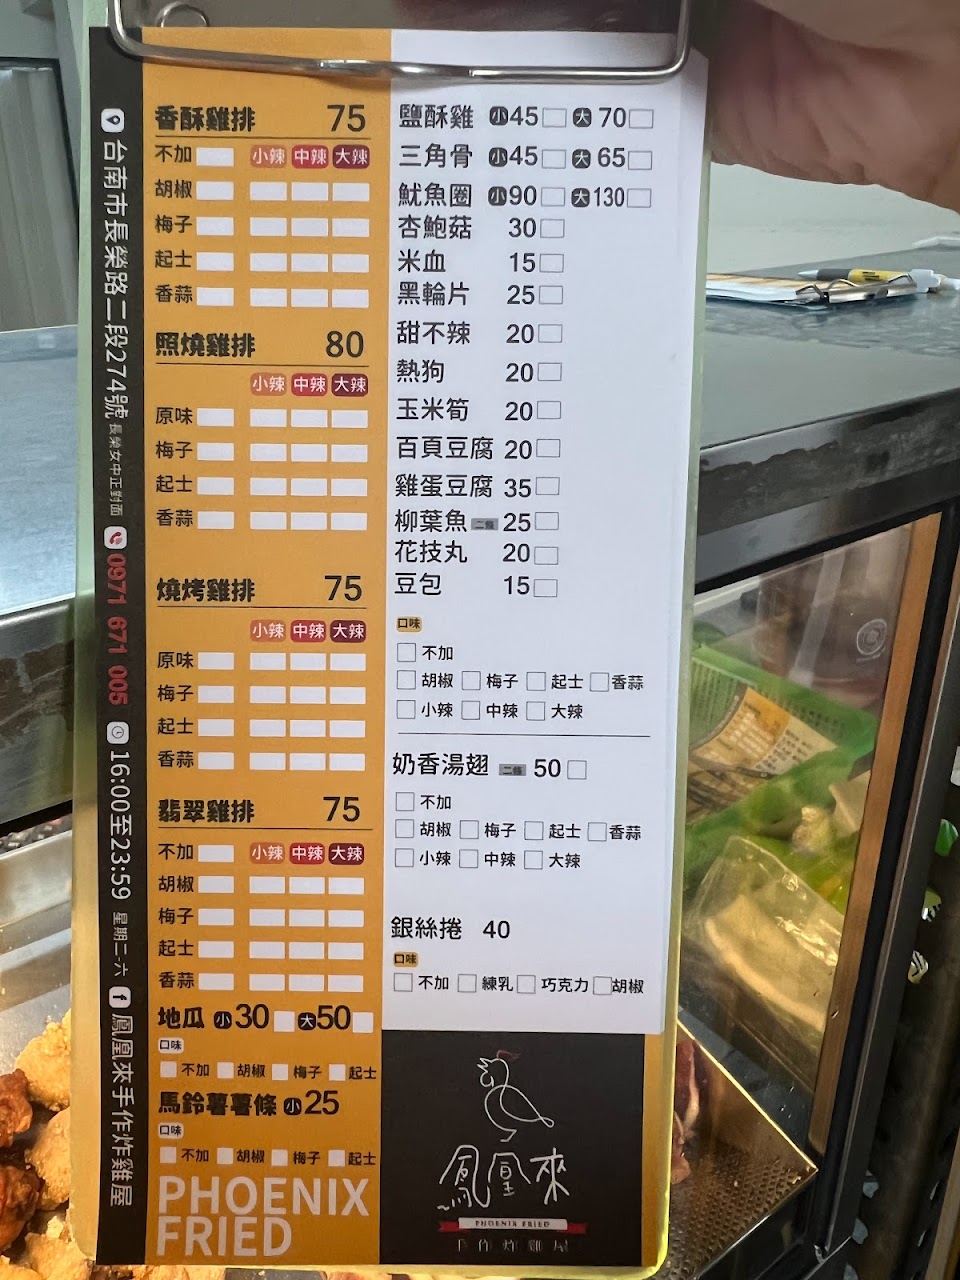 台南市長榮路二段274號 長榮女中正對面
0971 671 005
16:00至23:59 星期二-六
鳳凰來手作炸雞屋
香酥雞排 75
不加 小辣 中辣 大辣
胡椒
梅子
起士
香蒜
照燒雞排 80
小辣 中辣 大辣
原味
梅子
起士
香蒜
燒烤雞排 75
小辣 中辣 大辣
原味
梅子
起士
香蒜
翡翠雞排 75
不加 小辣 中辣 大辣
胡椒
梅子
起士
香蒜
地瓜 小30 大50
口味
不加 胡椒 梅子 起士
馬鈴薯薯條 小25
口味
不加 胡椒 梅子 起士
PHOENIX
FRIED
鹽酥雞 小45 大70
三角骨 小45 大65
魷魚圈 小90 大130
杏鮑菇 30
米血 15
黑輪片 25
甜不辣 20
熱狗 20
玉米筍 20
百頁豆腐 20
雞蛋豆腐 35
柳葉魚 二條 25
花技丸 20
豆包 15
口味
不加
胡椒 梅子 起士 香蒜
小辣 中辣 大辣
奶香湯翅 二條 50
不加
胡椒 梅子 起士 香蒜
小辣 中辣 大辣
銀絲捲 40
口味
不加 練乳 巧克力 胡椒
鳳凰來
PHOENIX FRIED
手作炸雞屋